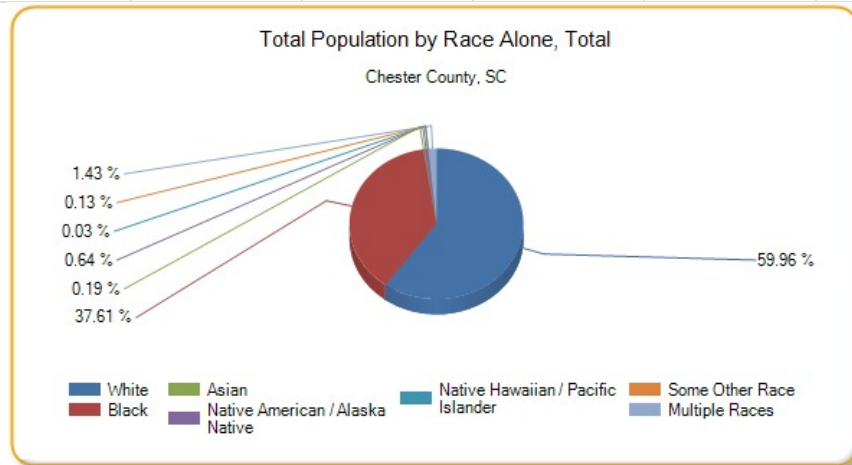 Total Population by Race Alone, Total
Chester County, SC
1.43 %
0.13 %
0.03 %
0.64 %
0.19 %
37.61 %
59.96 %
White
Black
Asian
Native American / Alaska
Native
Native Hawaiian / Pacific
Islander
Some Other Race
Multiple Races